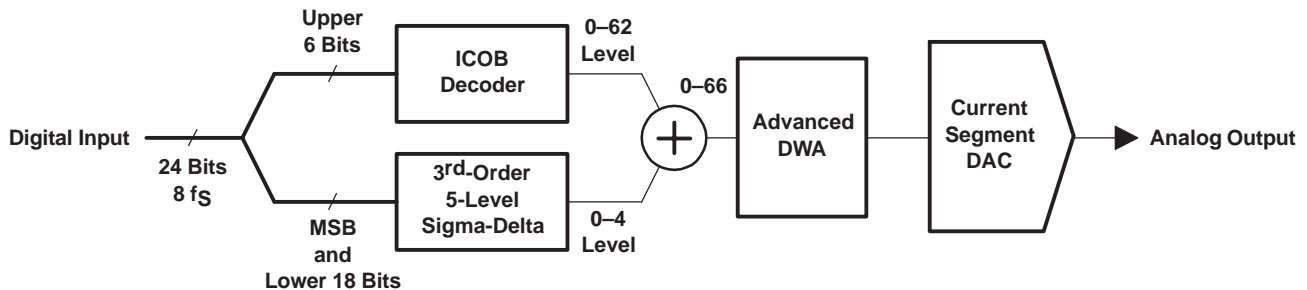 Upper
6 Bits
ICOB
Decoder
0–62
Level
0–66
Digital Input
24 Bits
8 fS
MSB
and
Lower 18 Bits
3rd-Order
5-Level
Sigma-Delta
0–4
Level
Advanced
DWA
Current
Segment
DAC
Analog Output